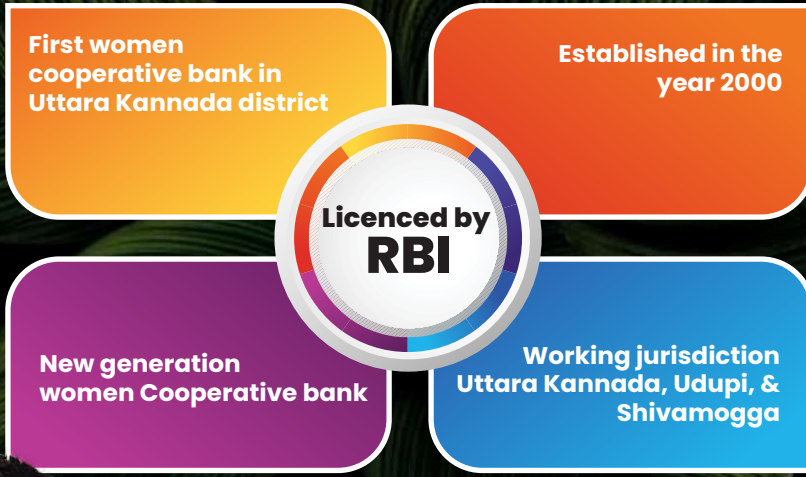 First women
cooperative bank in
Uttara Kannada district
Established in the
year 2000
Licenced by
RBI
New generation
women Cooperative bank
Working jurisdiction
Uttara Kannada, Udupi, &
Shivamogga